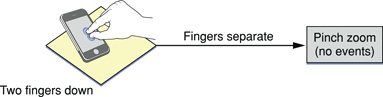 Fingers separate
Pinch zoom
(no events)
Two fingers down